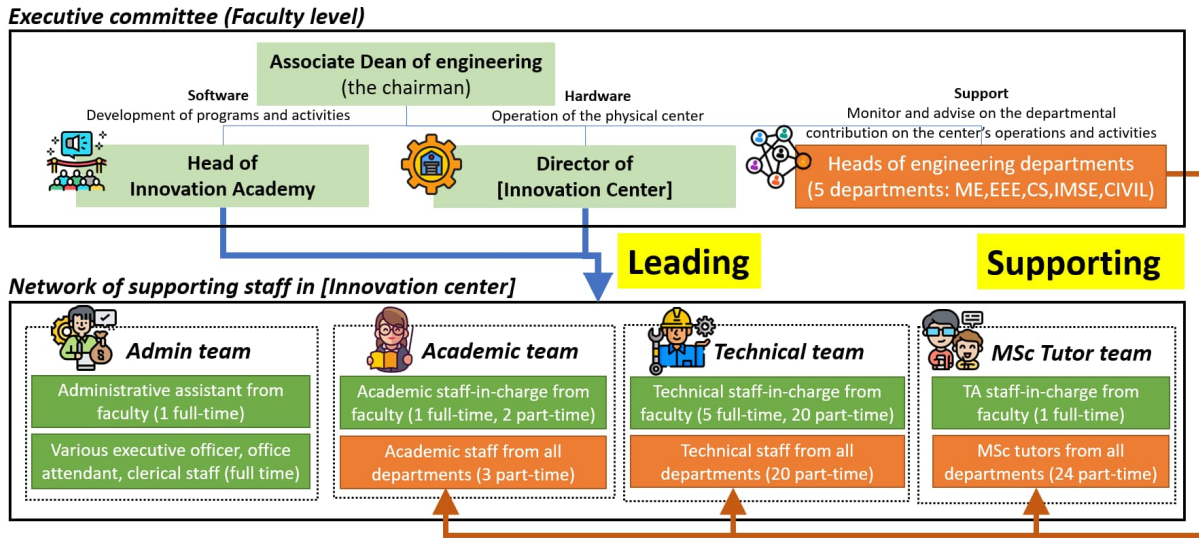 Executive committee (Faculty level)
Associate Dean of engineering
(the chairman)
Software
Development of programs and activities
Hardware
Operation of the physical center
Support
Monitor and advise on the departmental
contribution on the center's operations and activities
Head of
Innovation Academy
Director of
[Innovation Center]
Heads of engineering departments
(5 departments: ME,EEE,CS,IMSE,CIVIL)
Leading
Supporting
Network of supporting staff in [Innovation center]
Admin team
Administrative assistant from
faculty (1 full-time)
Various executive officer, office
attendant, clerical staff (full time)
Academic team
Academic staff-in-charge from
faculty (1 full-time, 2 part-time)
Academic staff from all
departments (3 part-time)
Technical team
Technical staff-in-charge from
faculty (5 full-time, 20 part-time)
Technical staff from all
departments (20 part-time)
MSc Tutor team
TA staff-in-charge from
faculty (1 full-time)
MSc tutors from all
departments (24 part-time)